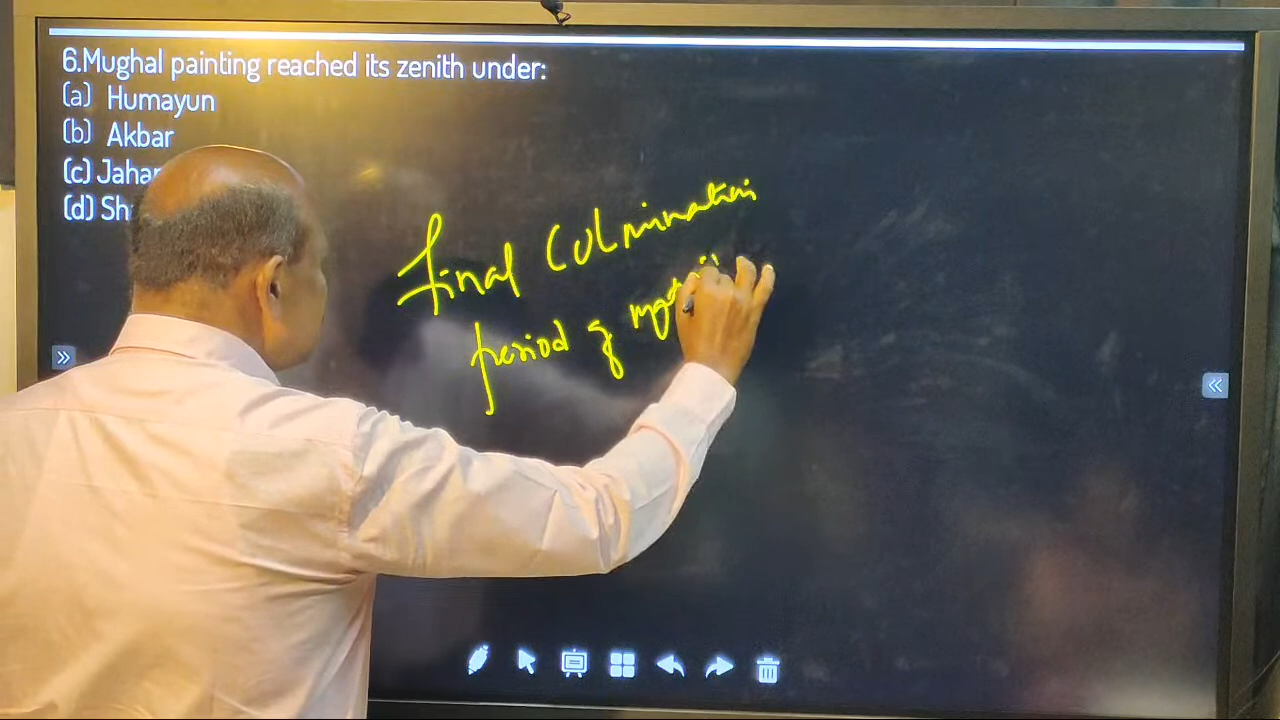 6.Mughal painting reached its zenith under:
(a) Humayun
(b) Akbar
(c) Jahan
(d) Sh
Final Culmination
period of